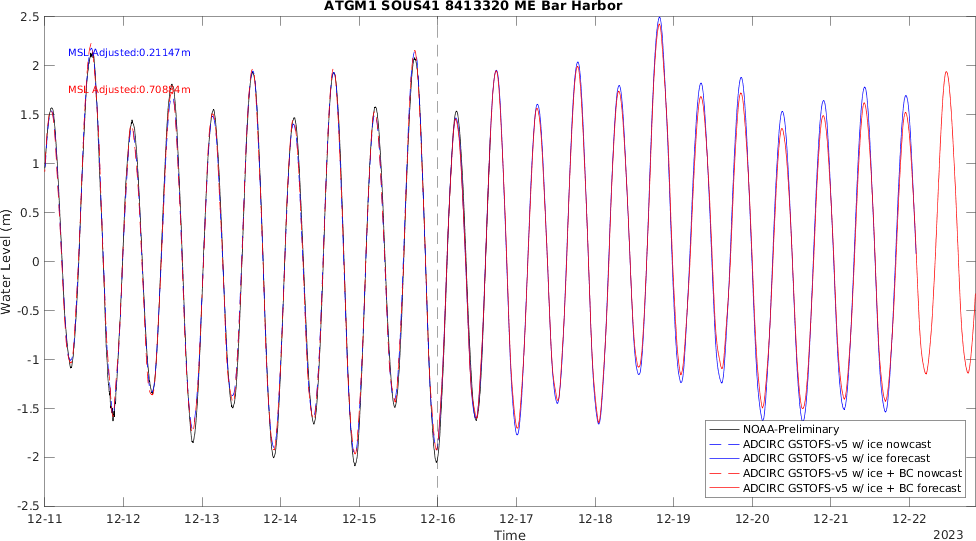 ATGM1 SOUS41 8413320 ME Bar Harbor
2.5
2
1.5
1
0.5
0
-0.5
-1
-1.5
-2
-2.5
Water Level (m)
MSL Adjusted:0.21147m
MSL Adjusted:0.70884m
NOAA-Preliminary
ADCIRC GSTOFS-v5 w/ ice nowcast
ADCIRC GSTOFS-v5 w/ ice forecast
ADCIRC GSTOFS-v5 w/ ice + BC nowcast
ADCIRC GSTOFS-v5 w/ ice + BC forecast
12-11 12-12 12-13 12-14 12-15 12-16 12-17 12-18 12-19 12-20 12-21 12-22
Time
2023